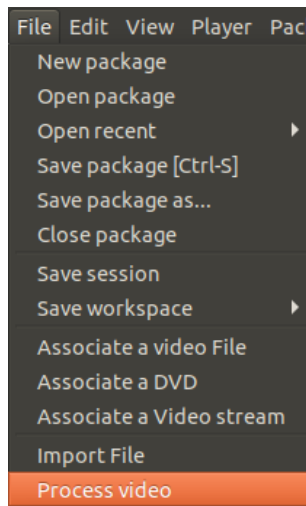 File Edit View Player Pac
New package
Open package
Open recent
Save package [Ctrl-S]
Save package as...
Close package
Save session
Save workspace
Associate a video File
Associate a DVD
Associate a Video stream
Import File
Process video